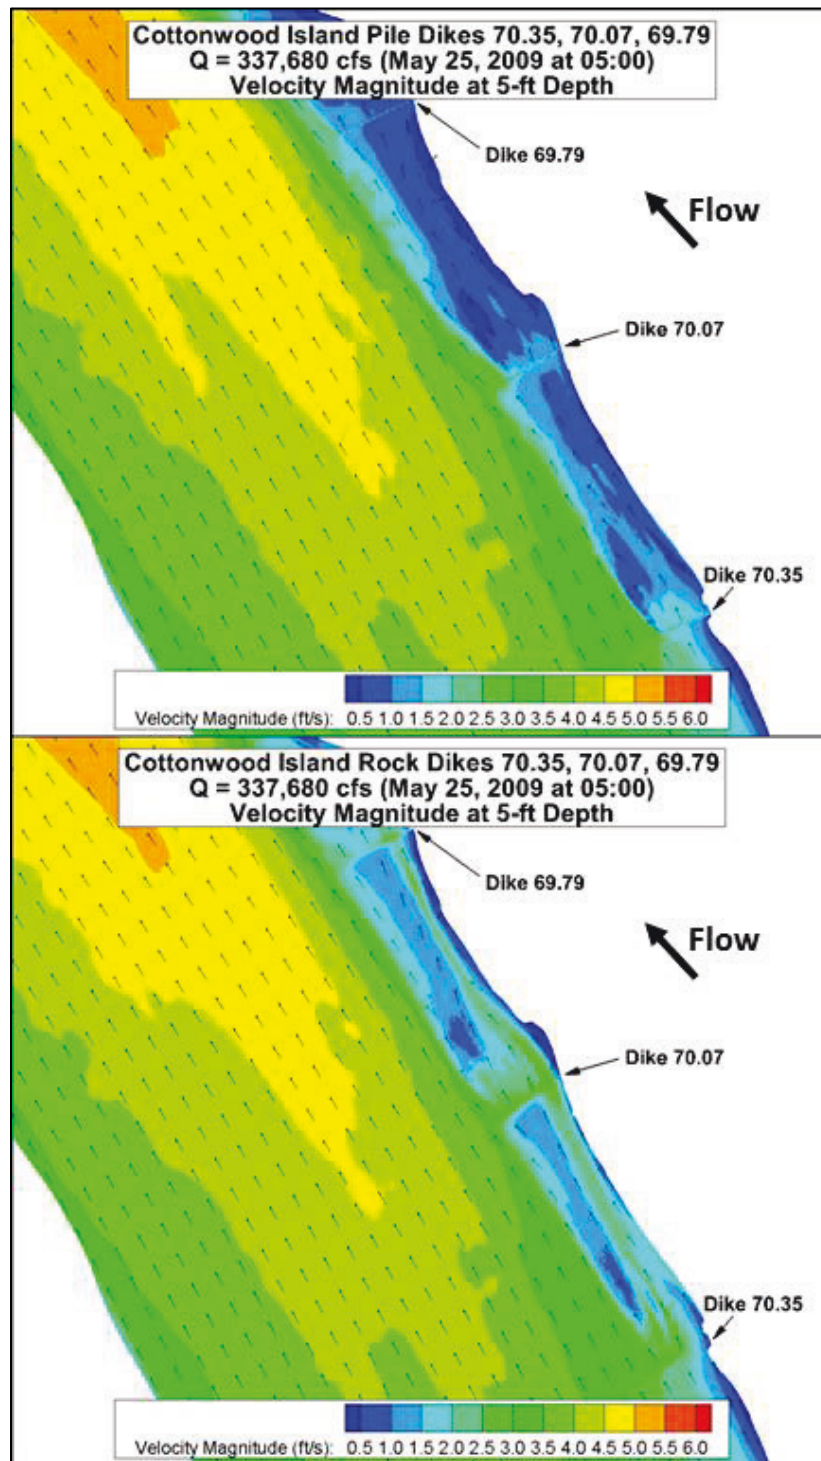 Cottonwood Island Pile Dikes 70.35, 70.07, 69.79
Q = 337,680 cfs (May 25, 2009 at 05:00)
Velocity Magnitude at 5-ft Depth
Dike 69.79
Flow
Dike 70.07
Dike 70.35
Velocity Magnitude (ft/s): 0.5 1.0 1.5 2.0 2.5 3.0 3.5 4.0 4.5 5.0 5.5 6.0
Cottonwood Island Rock Dikes 70.35, 70.07, 69.79
Q = 337,680 cfs (May 25, 2009 at 05:00)
Velocity Magnitude at 5-ft Depth
Dike 69.79
Flow
Dike 70.07
Dike 70.35
Velocity Magnitude (ft/s): 0.5 1.0 1.5 2.0 2.5 3.0 3.5 4.0 4.5 5.0 5.5 6.0